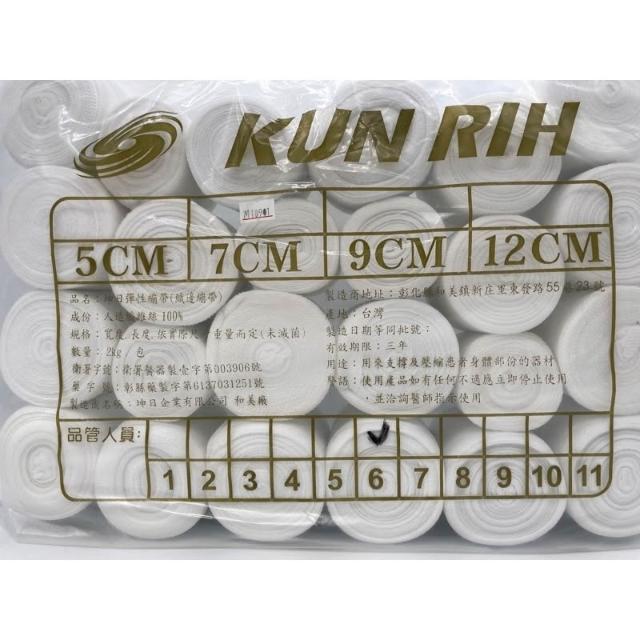 KUN RIH
M10901
5CM 7CM 9CM 12CM
品名:坤日彈性繃帶(織邊繃帶)
成份:人造纖維絲100%
規格:寬度,長度,依實際尺寸重量而定(未滅菌)
數量:2kg/包
衛署字號:衛署醫器製壹字第003906號
藥字號:彰縣藥製字第6137031251號
製造廠名稱:坤日企業有限公司 和美廠
製造商地址:彰化縣和美鎮新庄里東發路55巷23號
產地:台灣
製造日期等同批號:
有效期限:三年
用途:用來支撐及壓縮患者身體部份的器材
警語:使用產品如有任何不適應立即停止使用
,並洽詢醫師指示使用
品管人員:
1 2 3 4 5 6 7 8 9 10 11